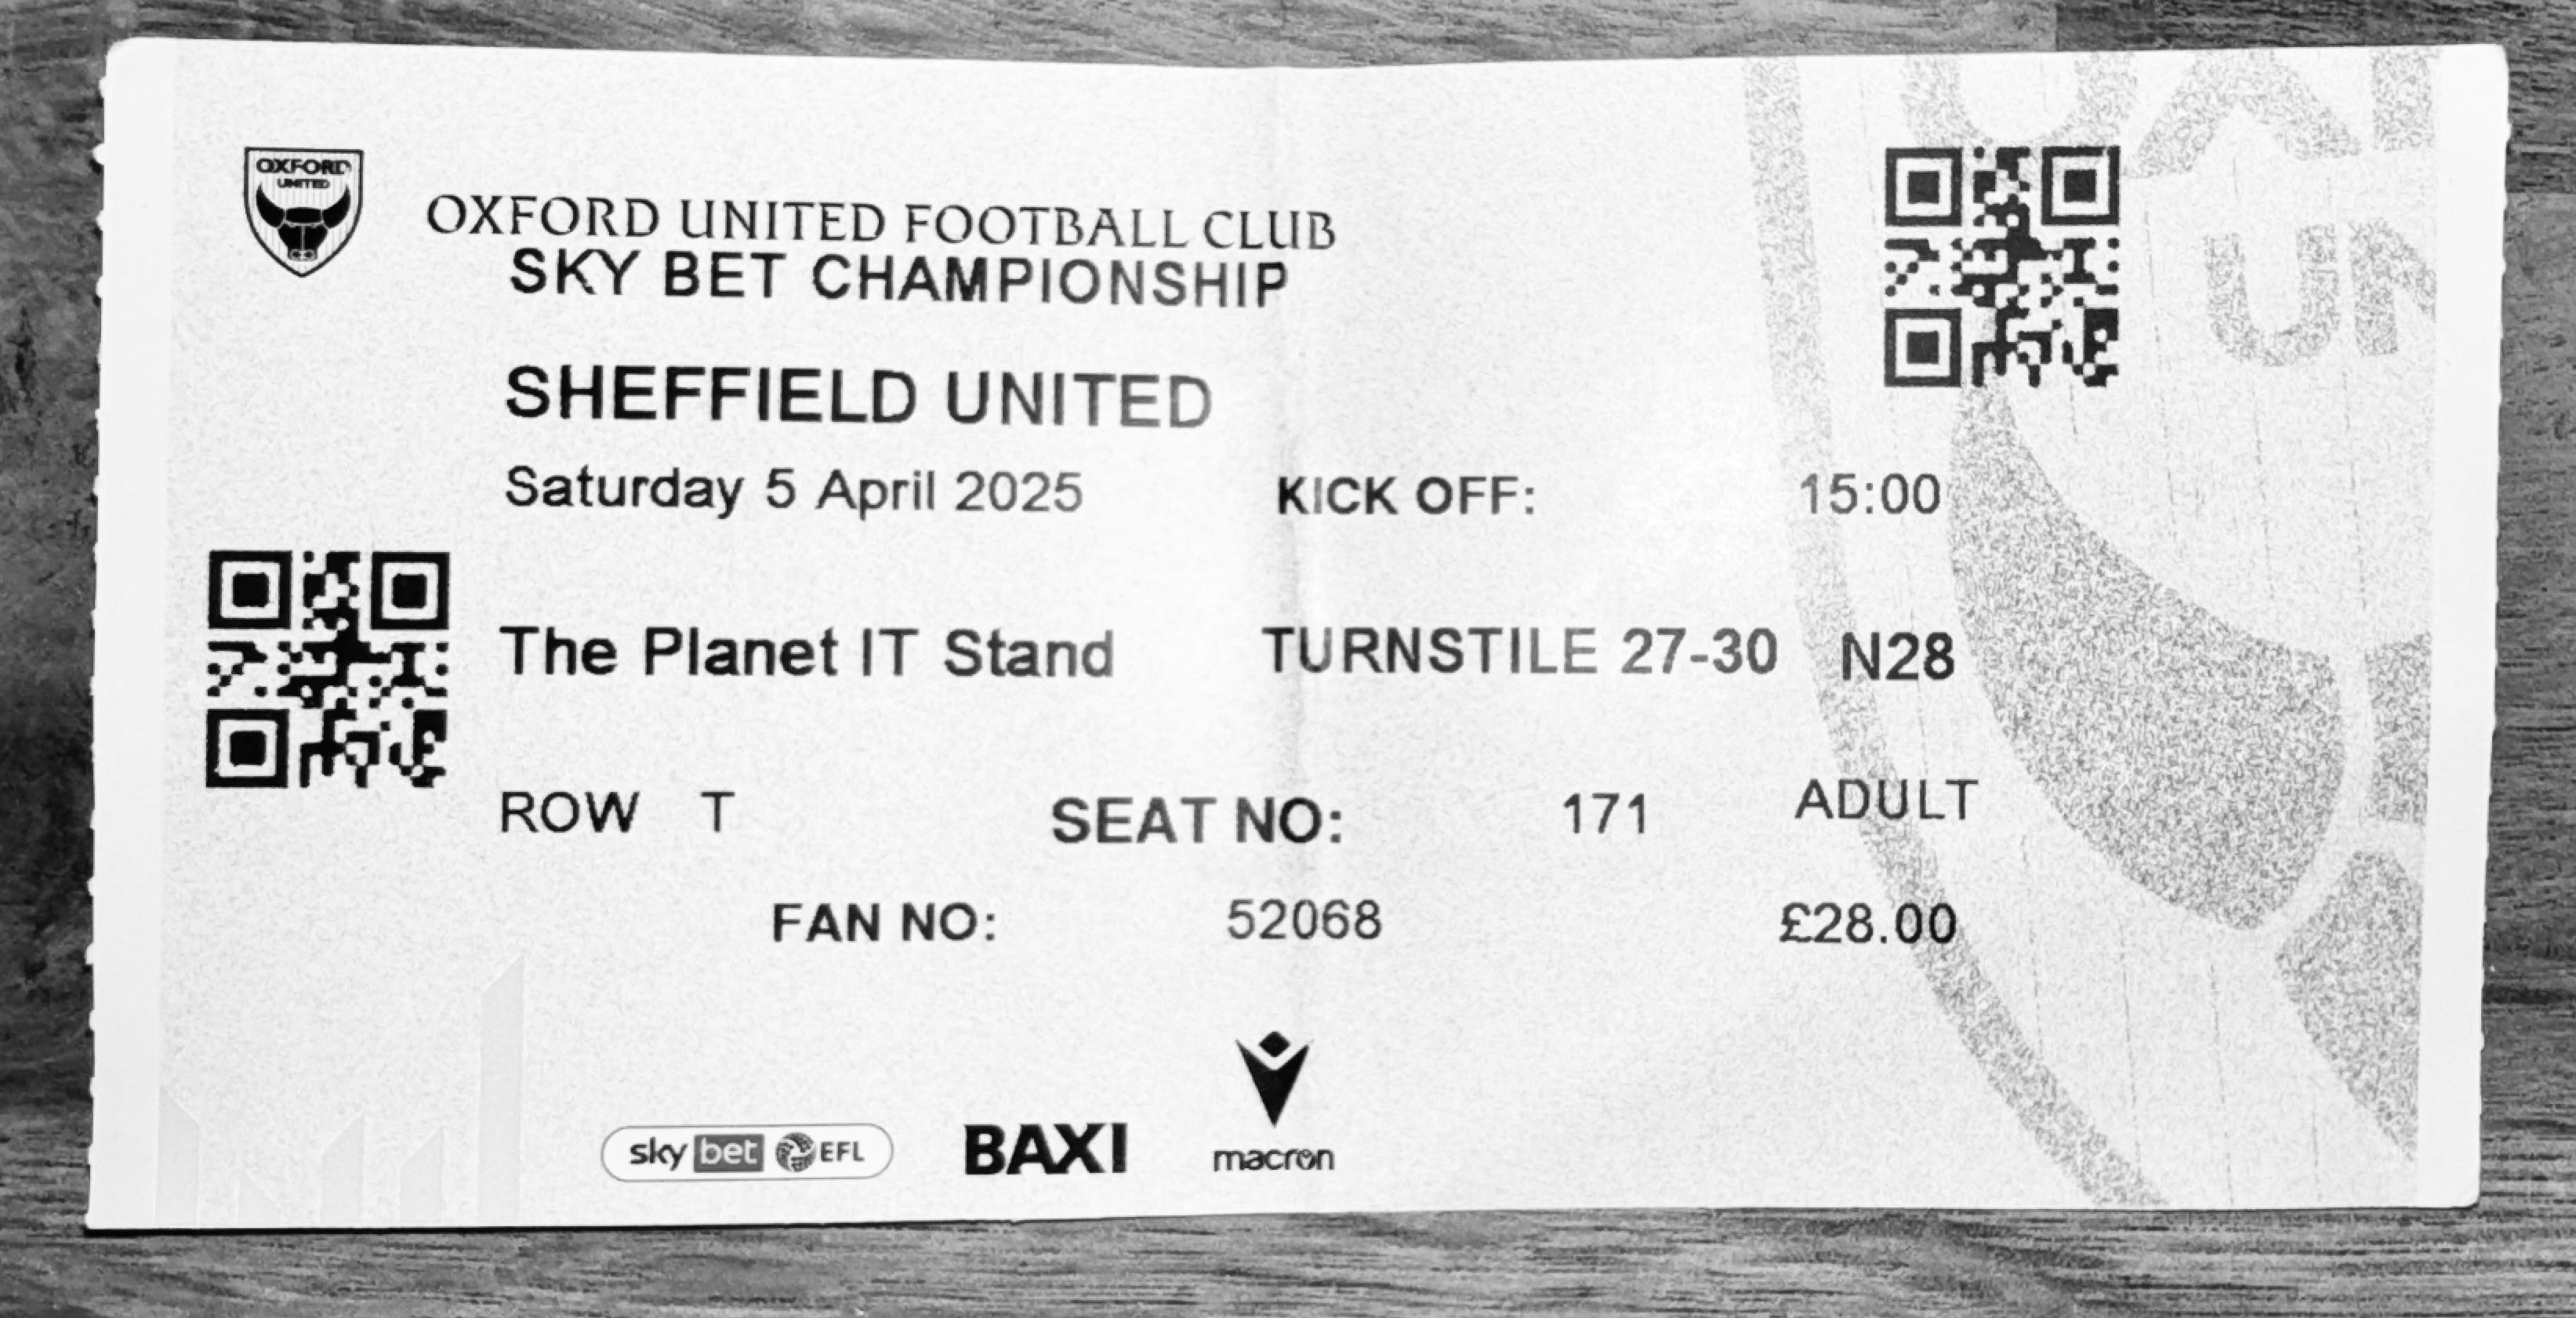 OXFORD UNITED
OXFORD UNITED FOOTBALL CLUB
SKY BET CHAMPIONSHIP
SHEFFIELD UNITED
Saturday 5 April 2025 KICK OFF: 15:00
The Planet IT Stand TURNSTILE 27-30 N28
ROW T SEAT NO: 171 ADULT
FAN NO: 52068 £28.00
sky bet EFL BAXI macron